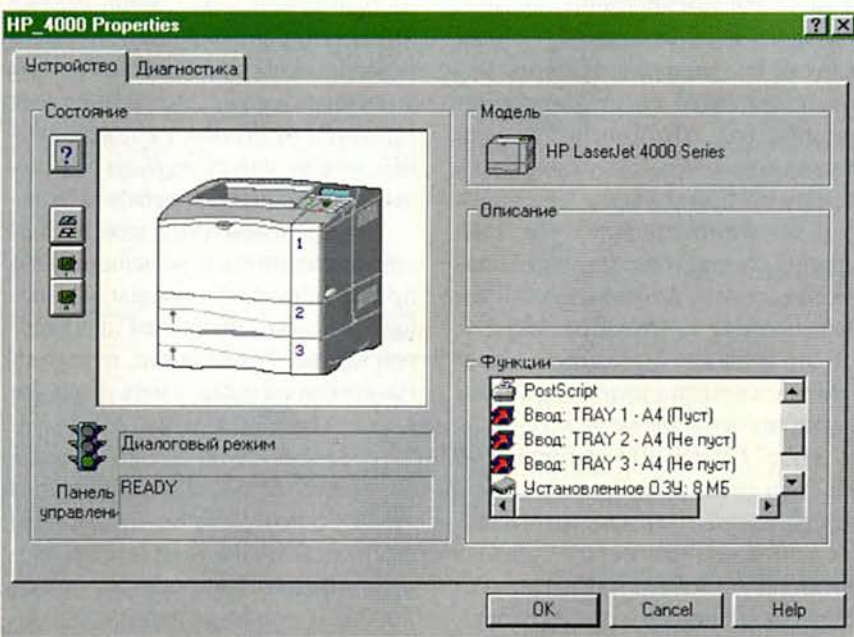 HP_4000 Properties
Устройство
Диагностика
Состояние
1
2
3
Диалоговый режим
Панель
управлени
READY
Модель
HP LaserJet 4000 Series
Описание
Функции
PostScript
Ввод: TRAY 1 - A4 (Пуст)
Ввод: TRAY 2 - A4 (Не пуст)
Ввод: TRAY 3 - A4 (Не пуст)
Установленное ОЗУ: 8 МБ
OK
Cancel
Help